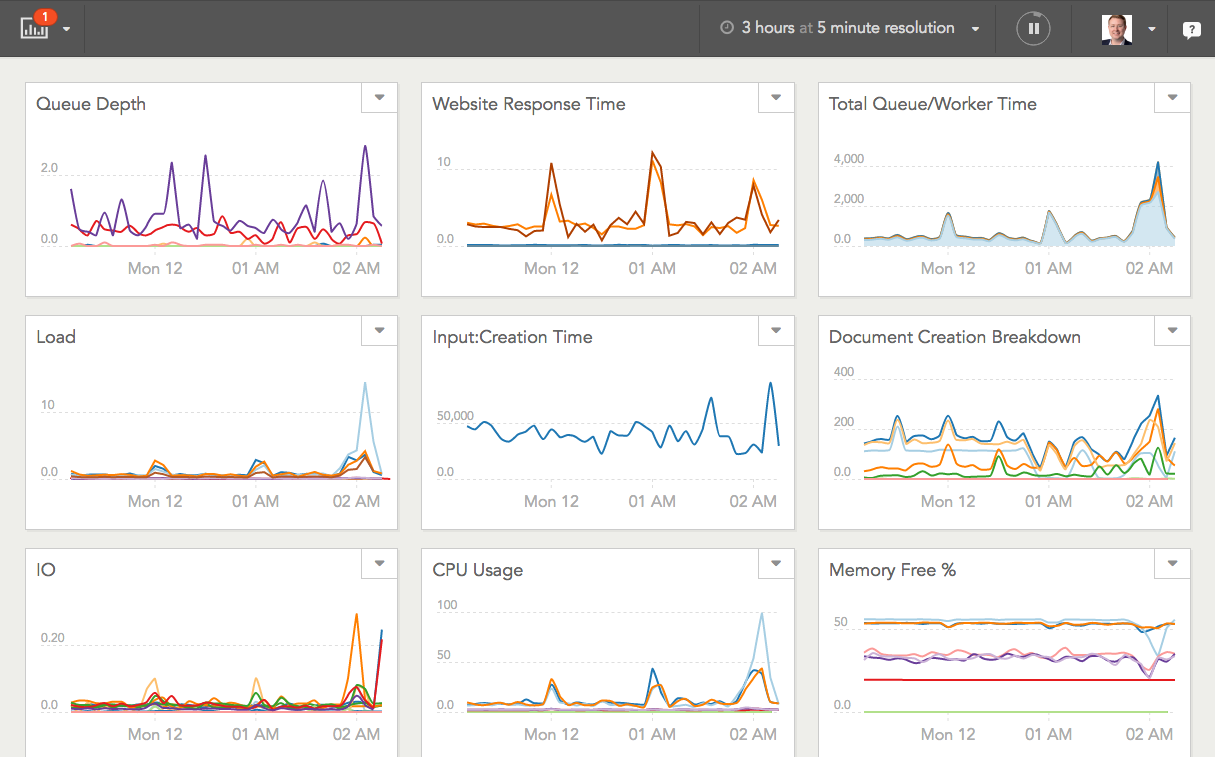 1
3 hours at 5 minute resolution
?
Queue Depth
2.0
0.0
Mon 12 01 AM 02 AM
Website Response Time
10
0.0
Mon 12 01 AM 02 AM
Total Queue/Worker Time
4,000
2,000
0.0
Mon 12 01 AM 02 AM
Load
10
0.0
Mon 12 01 AM 02 AM
Input:Creation Time
50,000
0.0
Mon 12 01 AM 02 AM
Document Creation Breakdown
400
200
0.0
Mon 12 01 AM 02 AM
IO
0.20
0.0
Mon 12 01 AM 02 AM
CPU Usage
100
50
0.0
Mon 12 01 AM 02 AM
Memory Free %
50
0.0
Mon 12 01 AM 02 AM